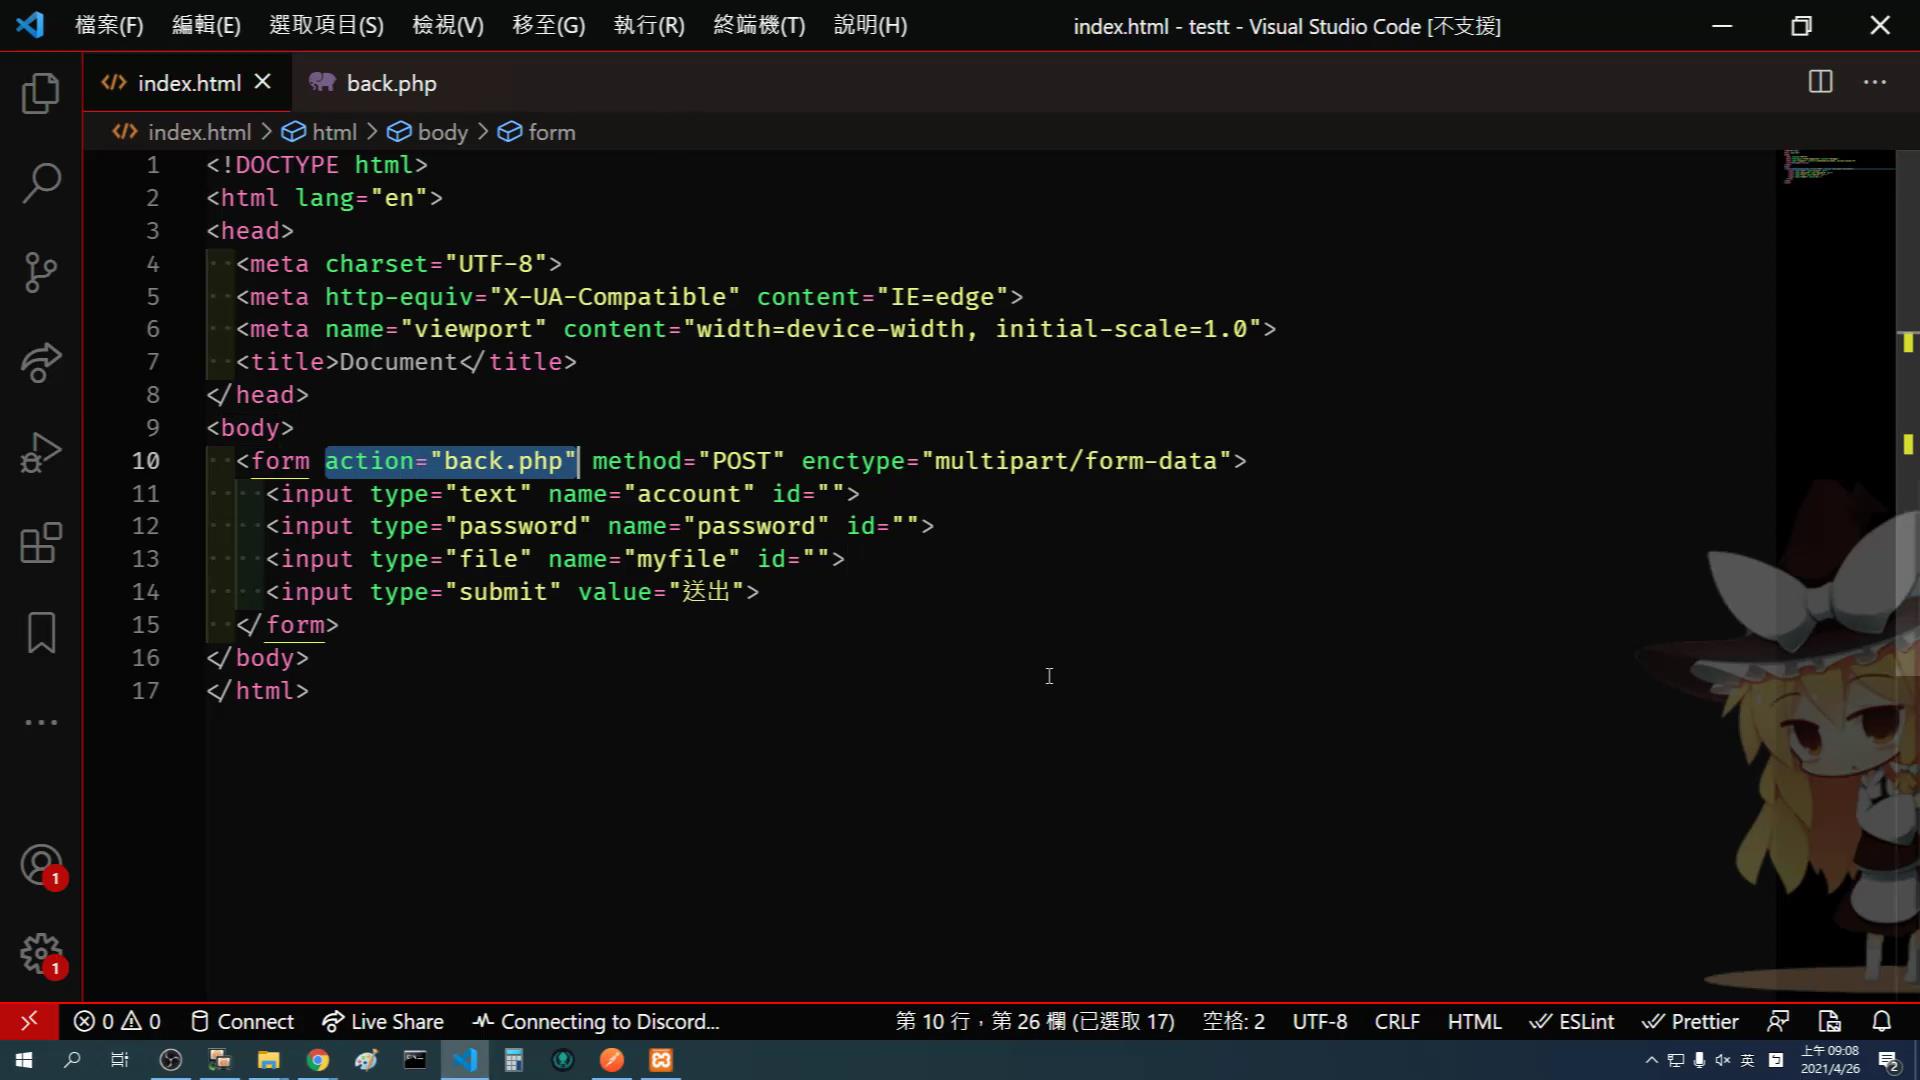 檔案(F) 編輯(E) 選取項目(S) 檢視(V) 移至(G) 執行(R) 終端機(T) 說明(H) index.html - testt - Visual Studio Code [不支援]
index.html back.php
index.html > html > body > form
1 <!DOCTYPE html>
2 <html lang="en">
3 <head>
4 <meta charset="UTF-8">
5 <meta http-equiv="X-UA-Compatible" content="IE=edge">
6 <meta name="viewport" content="width=device-width, initial-scale=1.0">
7 <title>Document</title>
8 </head>
9 <body>
10 <form action="back.php" method="POST" enctype="multipart/form-data">
11 <input type="text" name="account" id="">
12 <input type="password" name="password" id="">
13 <input type="file" name="myfile" id="">
14 <input type="submit" value="送出">
15 </form>
16 </body>
17 </html>
1
1
0 0 Connect Live Share Connecting to Discord... 第 10 行，第 26 欄 (已選取 17) 空格: 2 UTF-8 CRLF HTML ESLint Prettier
英 上午 09:08
2021/4/26 2